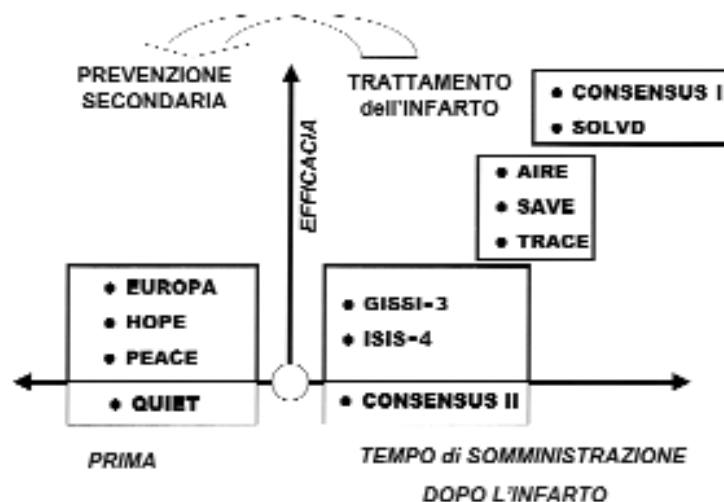 PREVENZIONE
SECONDARIA
TRATTAMENTO
dell'INFARTO
EFFICACIA
• CONSENSUS I
• SOLVD
• AIRE
• SAVE
• TRACE
• EUROPA
• HOPE
• PEACE
• QUIET
• GISSI-3
• ISIS-4
• CONSENSUS II
PRIMA
TEMPO di SOMMINISTRAZIONE
DOPO L'INFARTO